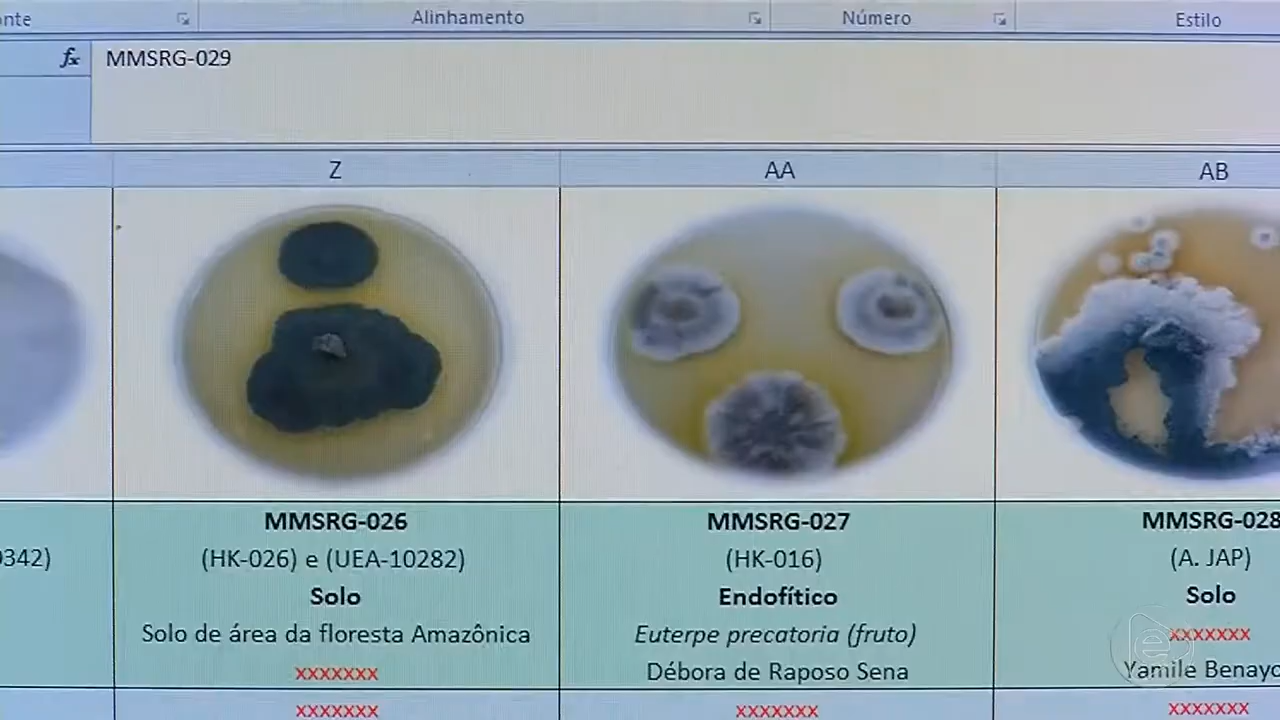 nte
Alinhamento
Número
Estilo
fx
MMSRG-029
Z
AA
AB
MMSRG-026
MMSRG-027
MMSRG-028
0342)
(HK-026) e (UEA-10282)
(HK-016)
(A. JAP)
Solo
Endofítico
Solo
Solo de área da floresta Amazônica
Euterpe precatoria (fruto)
xxxxxxx
xxxxxxx
Débora de Raposo Sena
Yamile Benayo
xxxxxxx
xxxxxxx
xxxxxxx